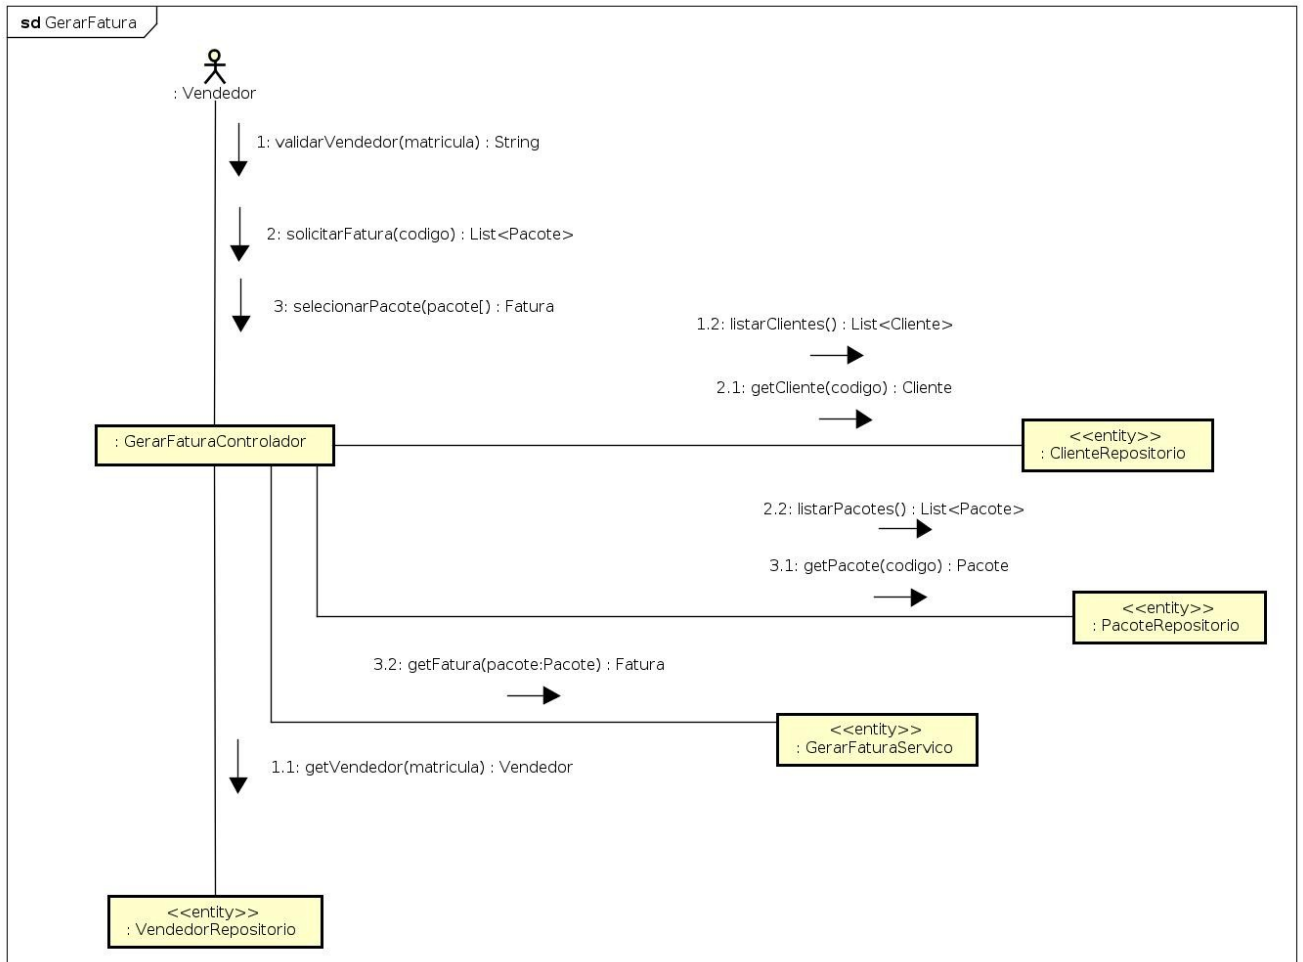 sd GerarFatura
: Vendedor
1: validarVendedor(matricula) : String
2: solicitarFatura(codigo) : List<Pacote>
3: selecionarPacote(pacote[) : Fatura
1.2: listarClientes() : List<Cliente>
2.1: getCliente(codigo) : Cliente
: GerarFaturaControlador
<<entity>>
: ClienteRepositorio
2.2: listarPacotes() : List<Pacote>
3.1: getPacote(codigo) : Pacote
<<entity>>
: PacoteRepositorio
3.2: getFatura(pacote:Pacote) : Fatura
<<entity>>
: GerarFaturaServico
1.1: getVendedor(matricula) : Vendedor
<<entity>>
: VendedorRepositorio